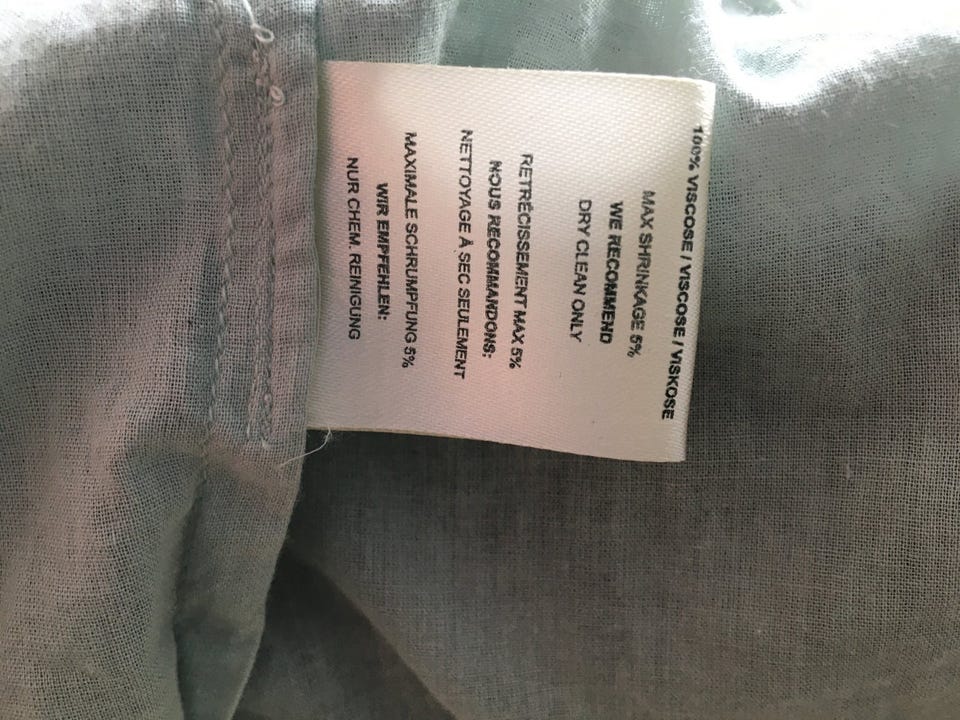 100% VISCOSE / VISCOSE / VISKOSE
MAX SHRINKAGE 5%
WE RECOMMEND
DRY CLEAN ONLY
RETRÉCISSEMENT MAX 5%
NOUS RECOMMANDONS:
NETTOYAGE À SEC SEULEMENT
MAXIMALE SCHRUMPFUNG 5%
WIR EMPFEHLEN:
NUR CHEM. REINIGUNG